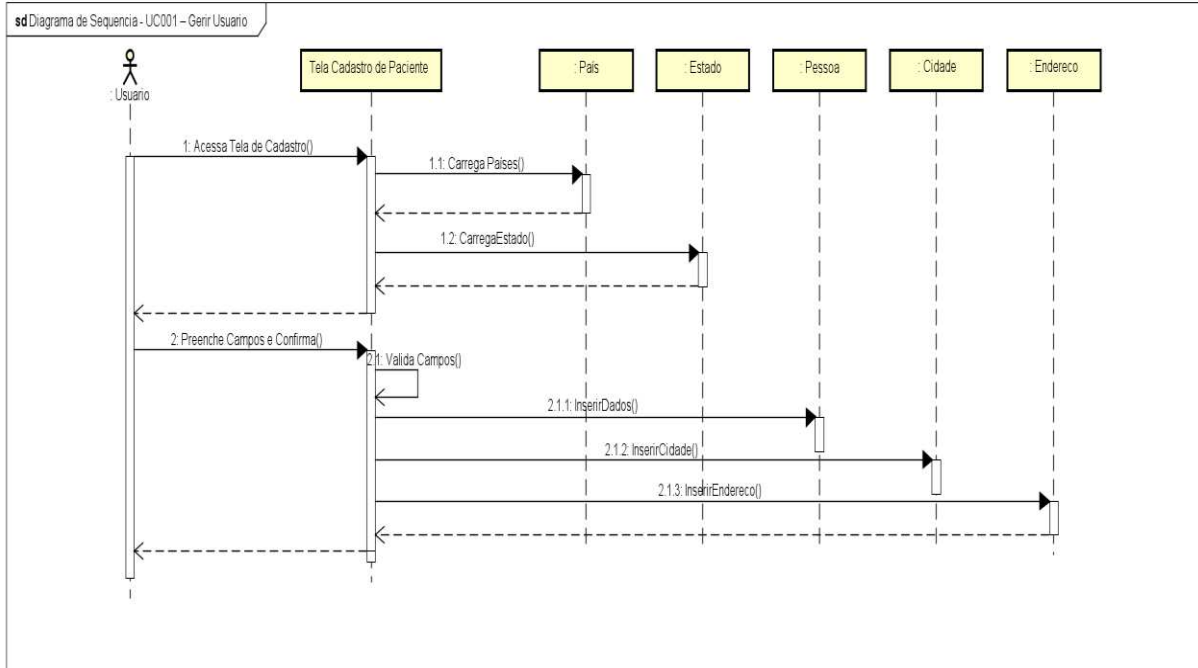 sd Diagrama de Sequencia - UC001 – Gerir Usuario
: Usuario
Tela Cadastro de Paciente
: Pais
: Estado
: Pessoa
: Cidade
: Endereco
1: Acessa Tela de Cadastro()
1.1: Carrega Paises()
1.2: CarregaEstado()
2: Preenche Campos e Confirma()
2.1: Valida Campos()
2.1.1: InserirDados()
2.1.2: InserirCidade()
2.1.3: InserirEndereco()